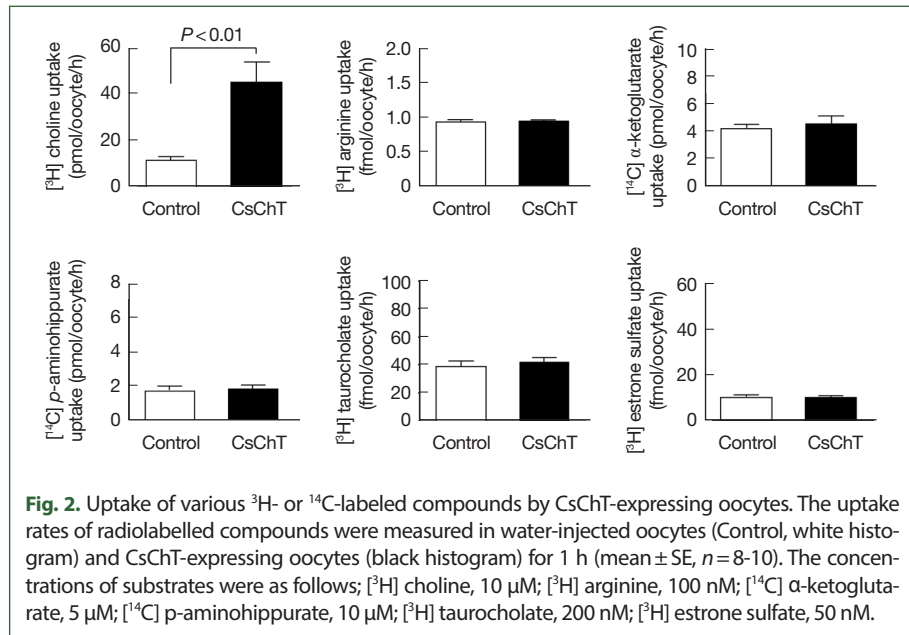 P<0.01
[³H] choline uptake
(pmol/oocyte/h)
60
40
20
0
Control
CsChT
[³H] arginine uptake
(fmol/oocyte/h)
2.0
1.5
1.0
0.5
0
Control
CsChT
[¹⁴C] α-ketoglutarate
uptake (pmol/oocyte/h)
10
8
6
4
2
0
Control
CsChT
[¹⁴C] p-aminohippurate
uptake (pmol/oocyte/h)
8
6
4
2
0
Control
CsChT
[³H] taurocholate uptake
(fmol/oocyte/h)
100
80
60
40
20
0
Control
CsChT
[³H] estrone sulfate uptake
(fmol/oocyte/h)
60
40
20
0
Control
CsChT
Fig. 2. Uptake of various ³H- or ¹⁴C-labeled compounds by CsChT-expressing oocytes. The uptake
rates of radiolabelled compounds were measured in water-injected oocytes (Control, white histo-
gram) and CsChT-expressing oocytes (black histogram) for 1 h (mean ± SE, n = 8-10). The concen-
trations of substrates were as follows; [³H] choline, 10 μM; [³H] arginine, 100 nM; [¹⁴C] α-ketogluta-
rate, 5 μM; [¹⁴C] p-aminohippurate, 10 μM; [³H] taurocholate, 200 nM; [³H] estrone sulfate, 50 nM.